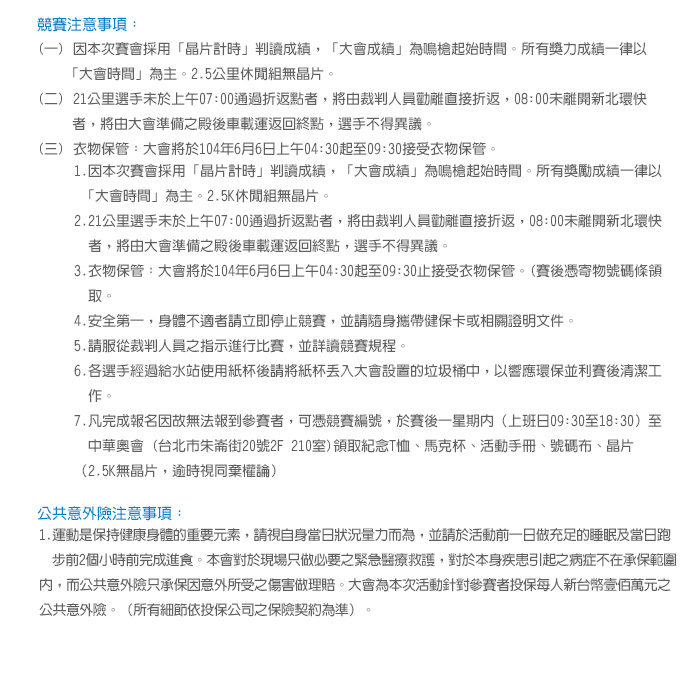 競賽注意事項：
(一) 因本次賽會採用「晶片計時」判讀成績，「大會成績」為鳴槍起始時間。所有獎力成績一律以
「大會時間」為主。2.5公里休閒組無晶片。
(二) 21公里選手未於上午07:00通過折返點者，將由裁判人員勸離直接折返，08:00未離開新北環快
者，將由大會準備之殿後車載運返回終點，選手不得異議。
(三) 衣物保管：大會將於104年6月6日上午04:30起至09:30接受衣物保管。
1.因本次賽會採用「晶片計時」判讀成績，「大會成績」為鳴槍起始時間。所有獎勵成績一律以
「大會時間」為主。2.5K休閒組無晶片。
2.21公里選手未於上午07:00通過折返點者，將由裁判人員勸離直接折返，08:00未離開新北環快
者，將由大會準備之殿後車載運返回終點，選手不得異議。
3.衣物保管：大會將於104年6月6日上午04:30起至09:30止接受衣物保管。(賽後憑寄物號碼條領
取。
4.安全第一，身體不適者請立即停止競賽，並請隨身攜帶健保卡或相關證明文件。
5.請服從裁判人員之指示進行比賽，並詳讀競賽規程。
6.各選手經過給水站使用紙杯後請將紙杯丟入大會設置的垃圾桶中，以響應環保並利賽後清潔工
作。
7.凡完成報名因故無法報到參賽者，可憑競賽編號，於賽後一星期內（上班日09:30至18:30）至
中華奧會 (台北市朱崙街20號2F 210室)領取紀念T恤、馬克杯、活動手冊、號碼布、晶片
（2.5K無晶片，逾時視同棄權論）
公共意外險注意事項：
1.運動是保持健康身體的重要元素，請視自身當日狀況量力而為，並請於活動前一日做充足的睡眠及當日跑
步前2個小時前完成進食。本會對於現場只做必要之緊急醫療救護，對於本身疾患引起之病症不在承保範圍
內，而公共意外險只承保因意外所受之傷害做理賠。大會為本次活動針對參賽者投保每人新台幣壹佰萬元之
公共意外險。（所有細節依投保公司之保險契約為準）。